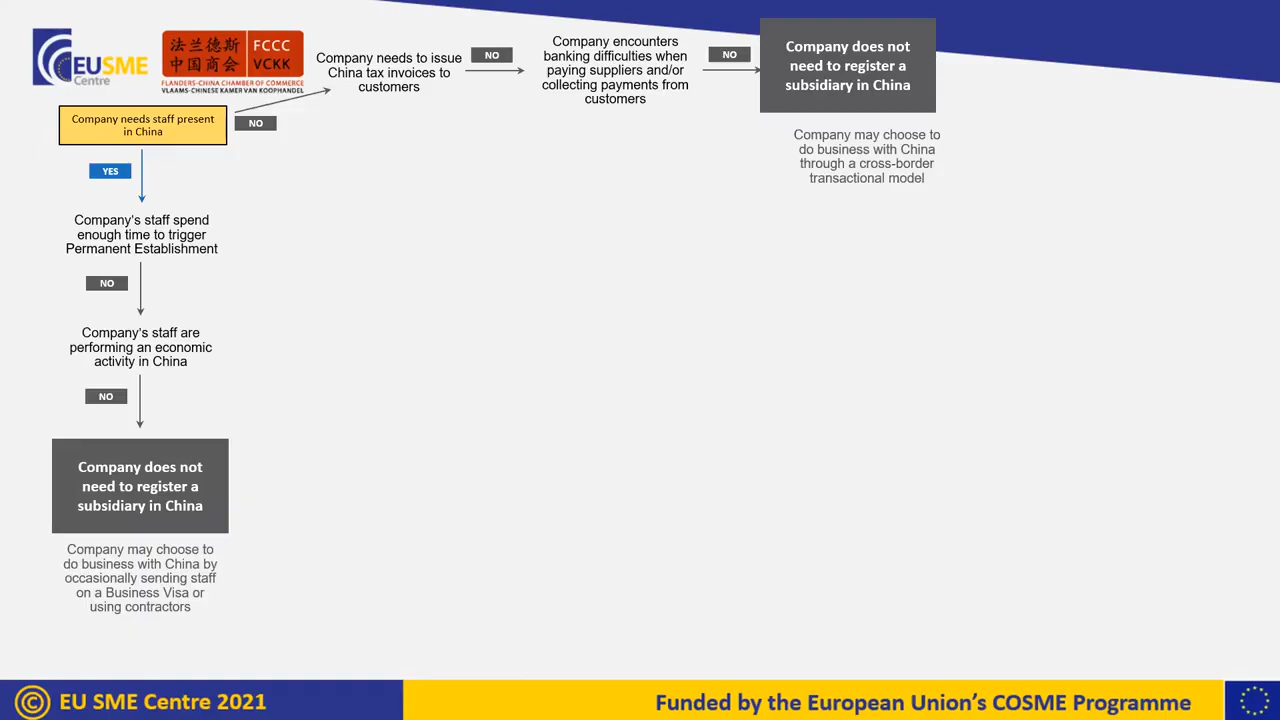 EUSME
Centre
法兰德斯
中国商会
FCCC
VCKK
FLANDERS-CHINA CHAMBER OF COMMERCE
VLAAMS-CHINESE KAMER VAN KOOPHANDEL
Company needs staff present
in China
NO
Company needs to issue
China tax invoices to
customers
NO
Company encounters
banking difficulties when
paying suppliers and/or
collecting payments from
customers
NO
Company does not
need to register a
subsidiary in China
Company may choose to
do business with China
through a cross-border
transactional model
YES
Company's staff spend
enough time to trigger
Permanent Establishment
NO
Company's staff are
performing an economic
activity in China
NO
Company does not
need to register a
subsidiary in China
Company may choose to
do business with China by
occasionally sending staff
on a Business Visa or
using contractors
© EU SME Centre 2021
Funded by the European Union's COSME Programme